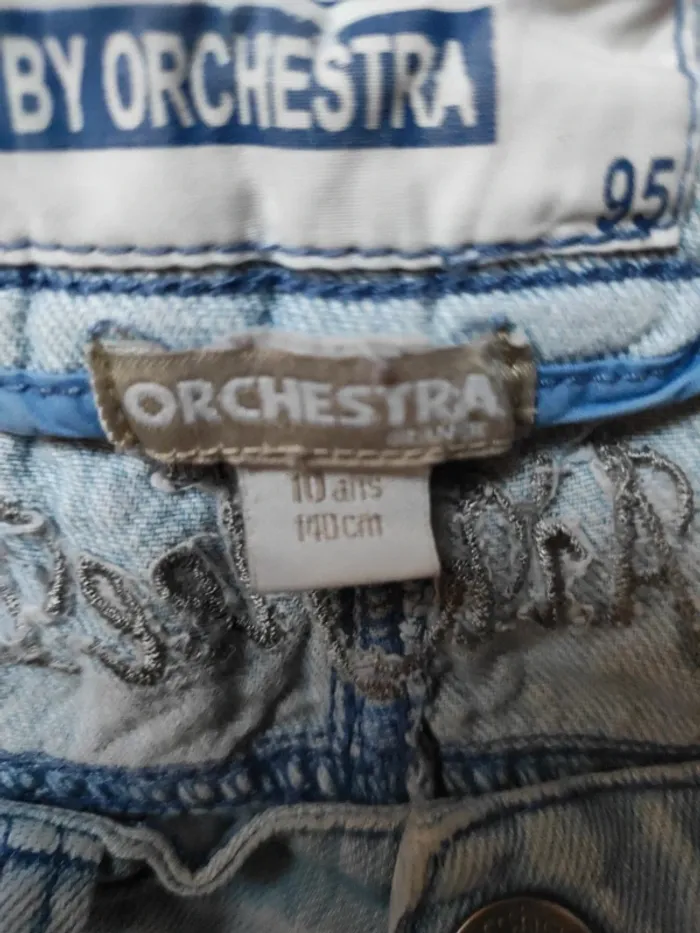 BY ORCHESTRA
95
ORCHESTRA
10 ans
140cm